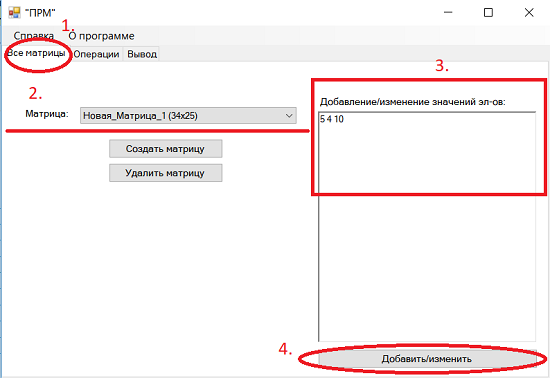 "ПРМ"
1.
Справка О программе
Все матрицы Операции Вывод
2.
3.
Матрица: Новая_Матрица_1 (34x25)
Добавление/изменение значений эл-ов:
5 4 10
Создать матрицу
Удалить матрицу
4.
Добавить/изменить